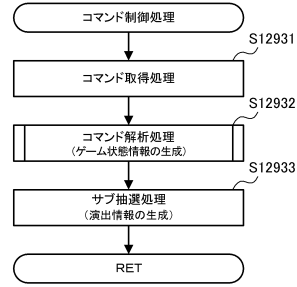 コマンド制御処理
S12931
コマンド取得処理
S12932
コマンド解析処理
(ゲーム状態情報の生成)
S12933
サブ抽選処理
(演出情報の生成)
RET